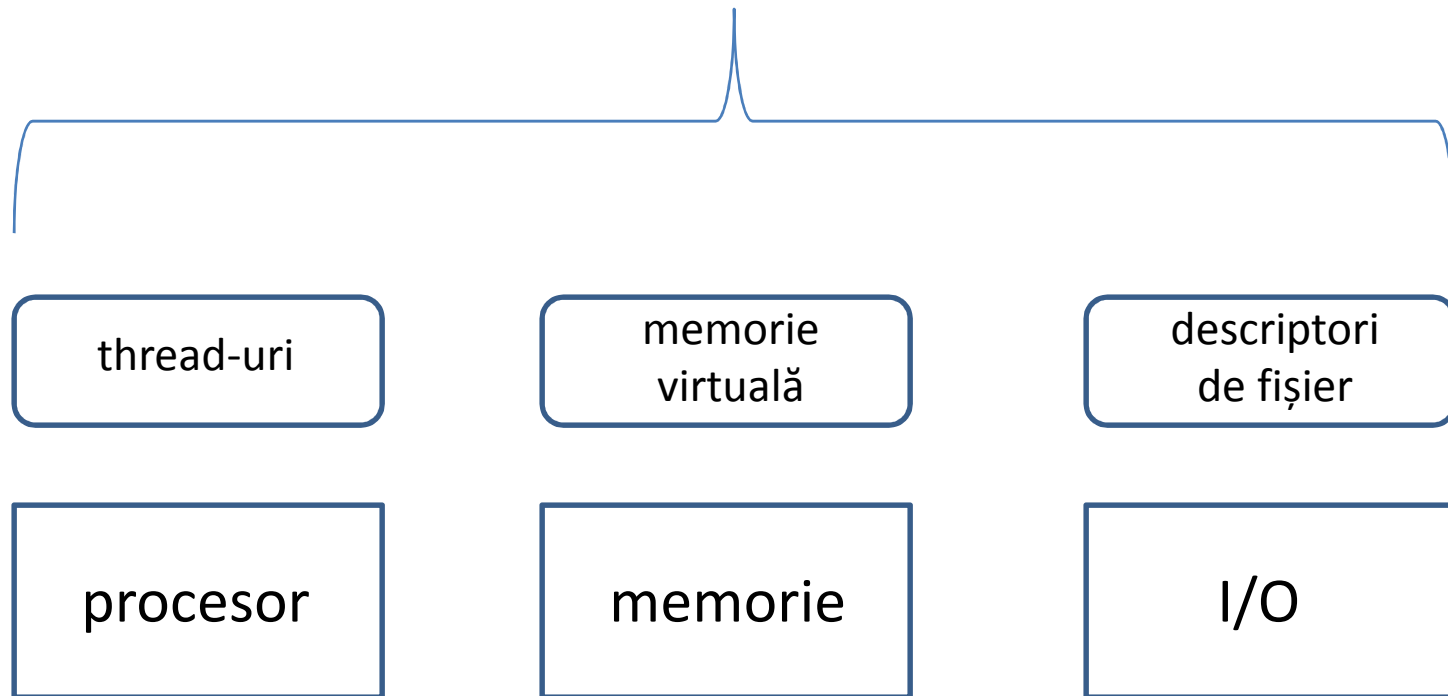 thread-uri
memorie
virtuală
descriptori
de fișier
procesor
memorie
I/O